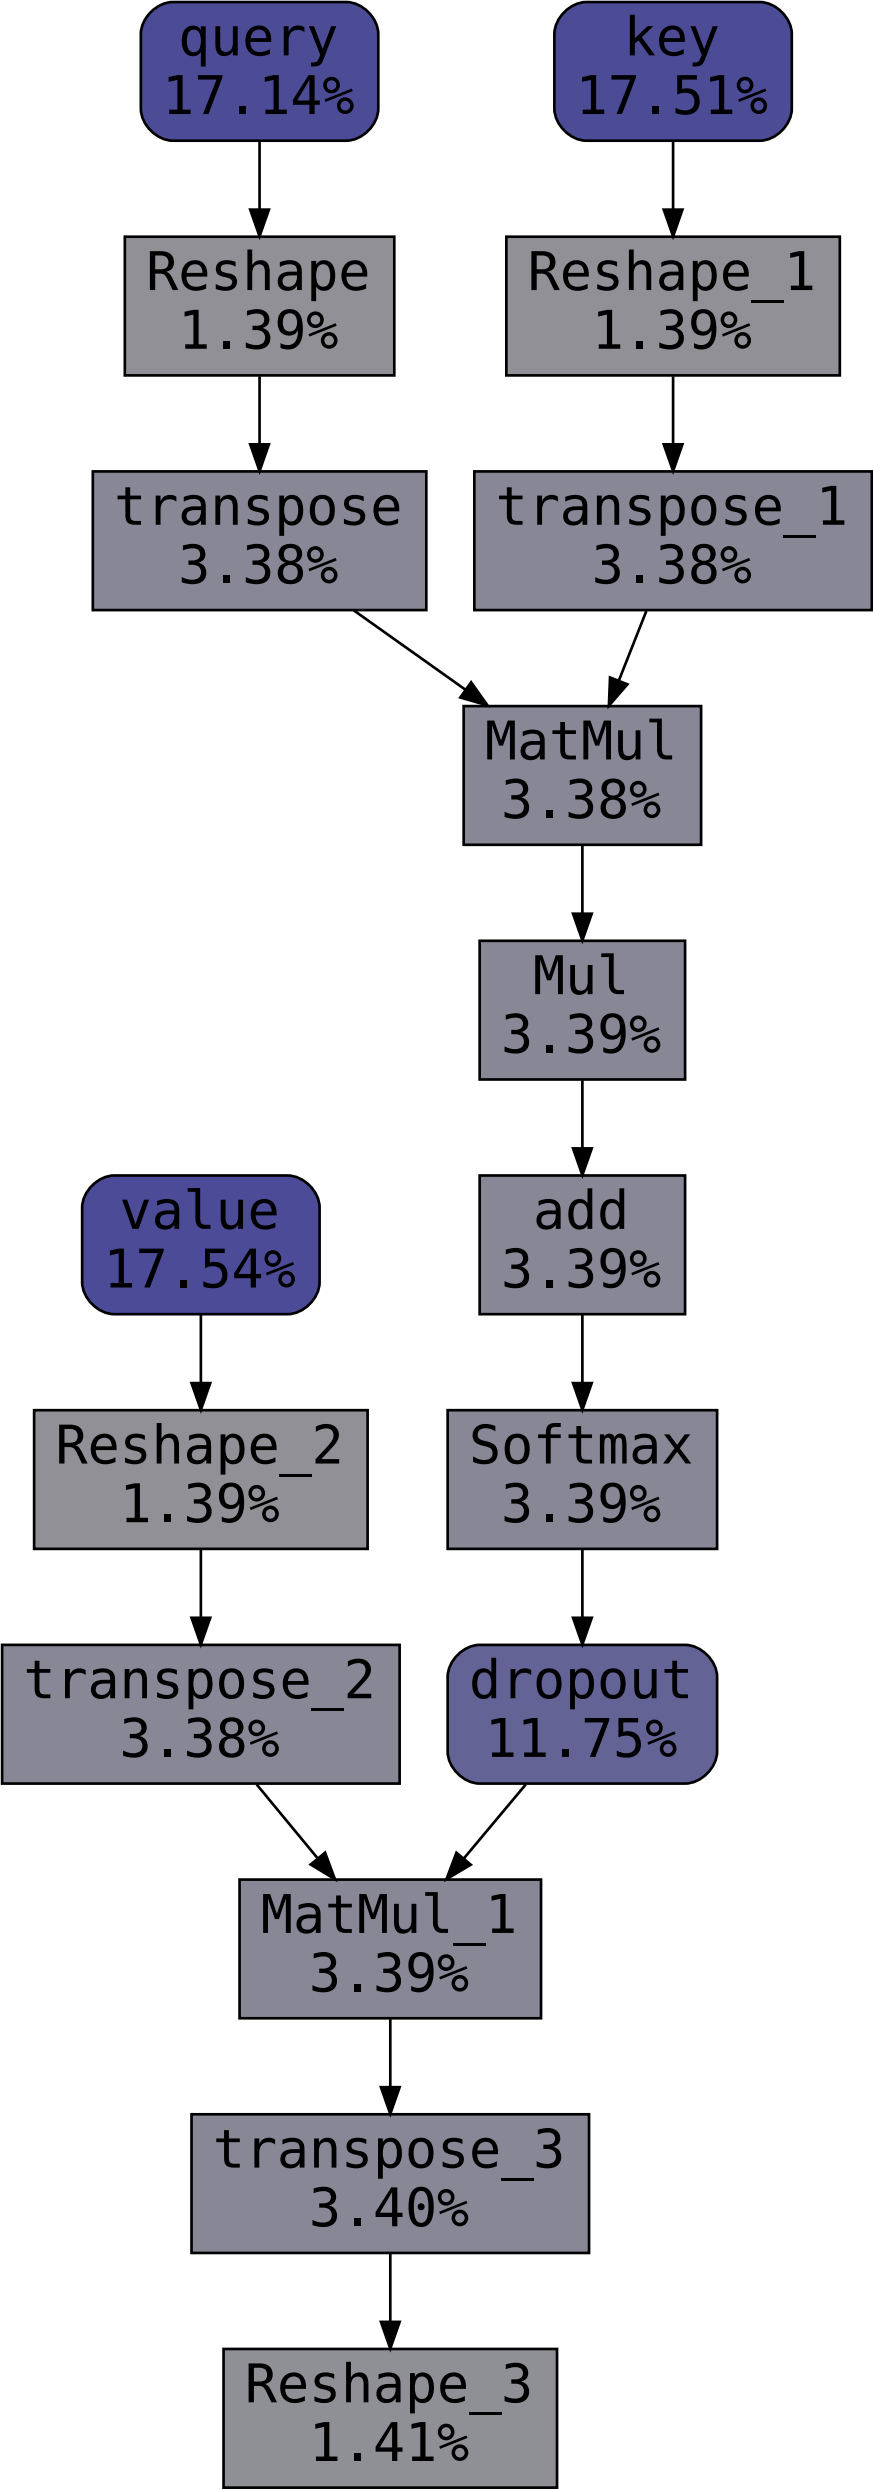 query
17.14%
key
17.51%
Reshape
1.39%
Reshape_1
1.39%
transpose
3.38%
transpose_1
3.38%
MatMul
3.38%
Mul
3.39%
add
3.39%
value
17.54%
Reshape_2
1.39%
Softmax
3.39%
transpose_2
3.38%
dropout
11.75%
MatMul_1
3.39%
transpose_3
3.40%
Reshape_3
1.41%